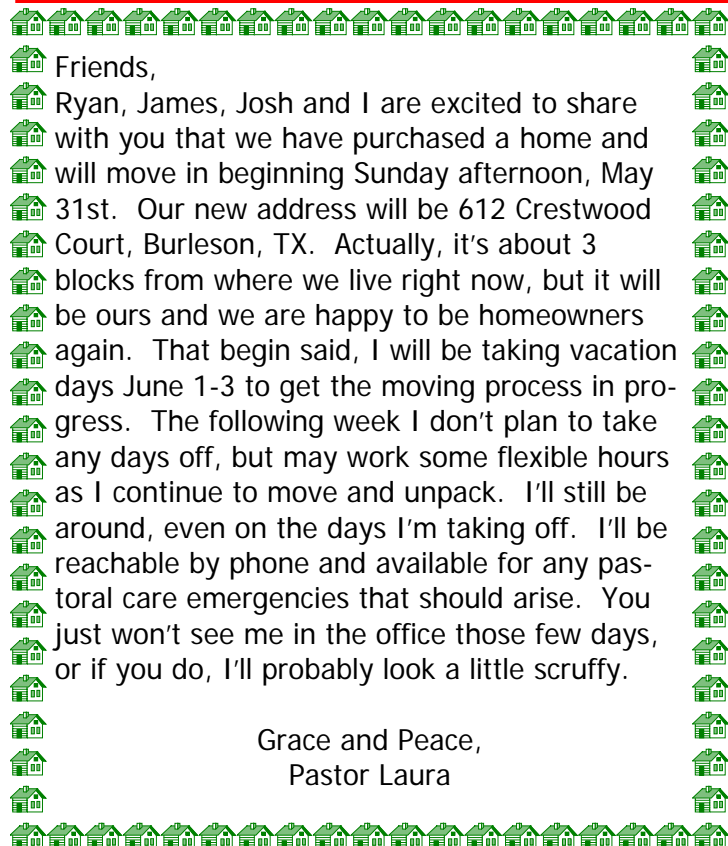 Friends,
Ryan, James, Josh and I are excited to share
with you that we have purchased a home and
will move in beginning Sunday afternoon, May
31st.  Our new address will be 612 Crestwood
Court, Burleson, TX.  Actually, it's about 3
blocks from where we live right now, but it will
be ours and we are happy to be homeowners
again.  That begin said, I will be taking vacation
days June 1-3 to get the moving process in pro-
gress.  The following week I don't plan to take
any days off, but may work some flexible hours
as I continue to move and unpack.  I'll still be
around, even on the days I'm taking off.  I'll be
reachable by phone and available for any pas-
toral care emergencies that should arise.  You
just won't see me in the office those few days,
or if you do, I'll probably look a little scruffy.
Grace and Peace,
Pastor Laura